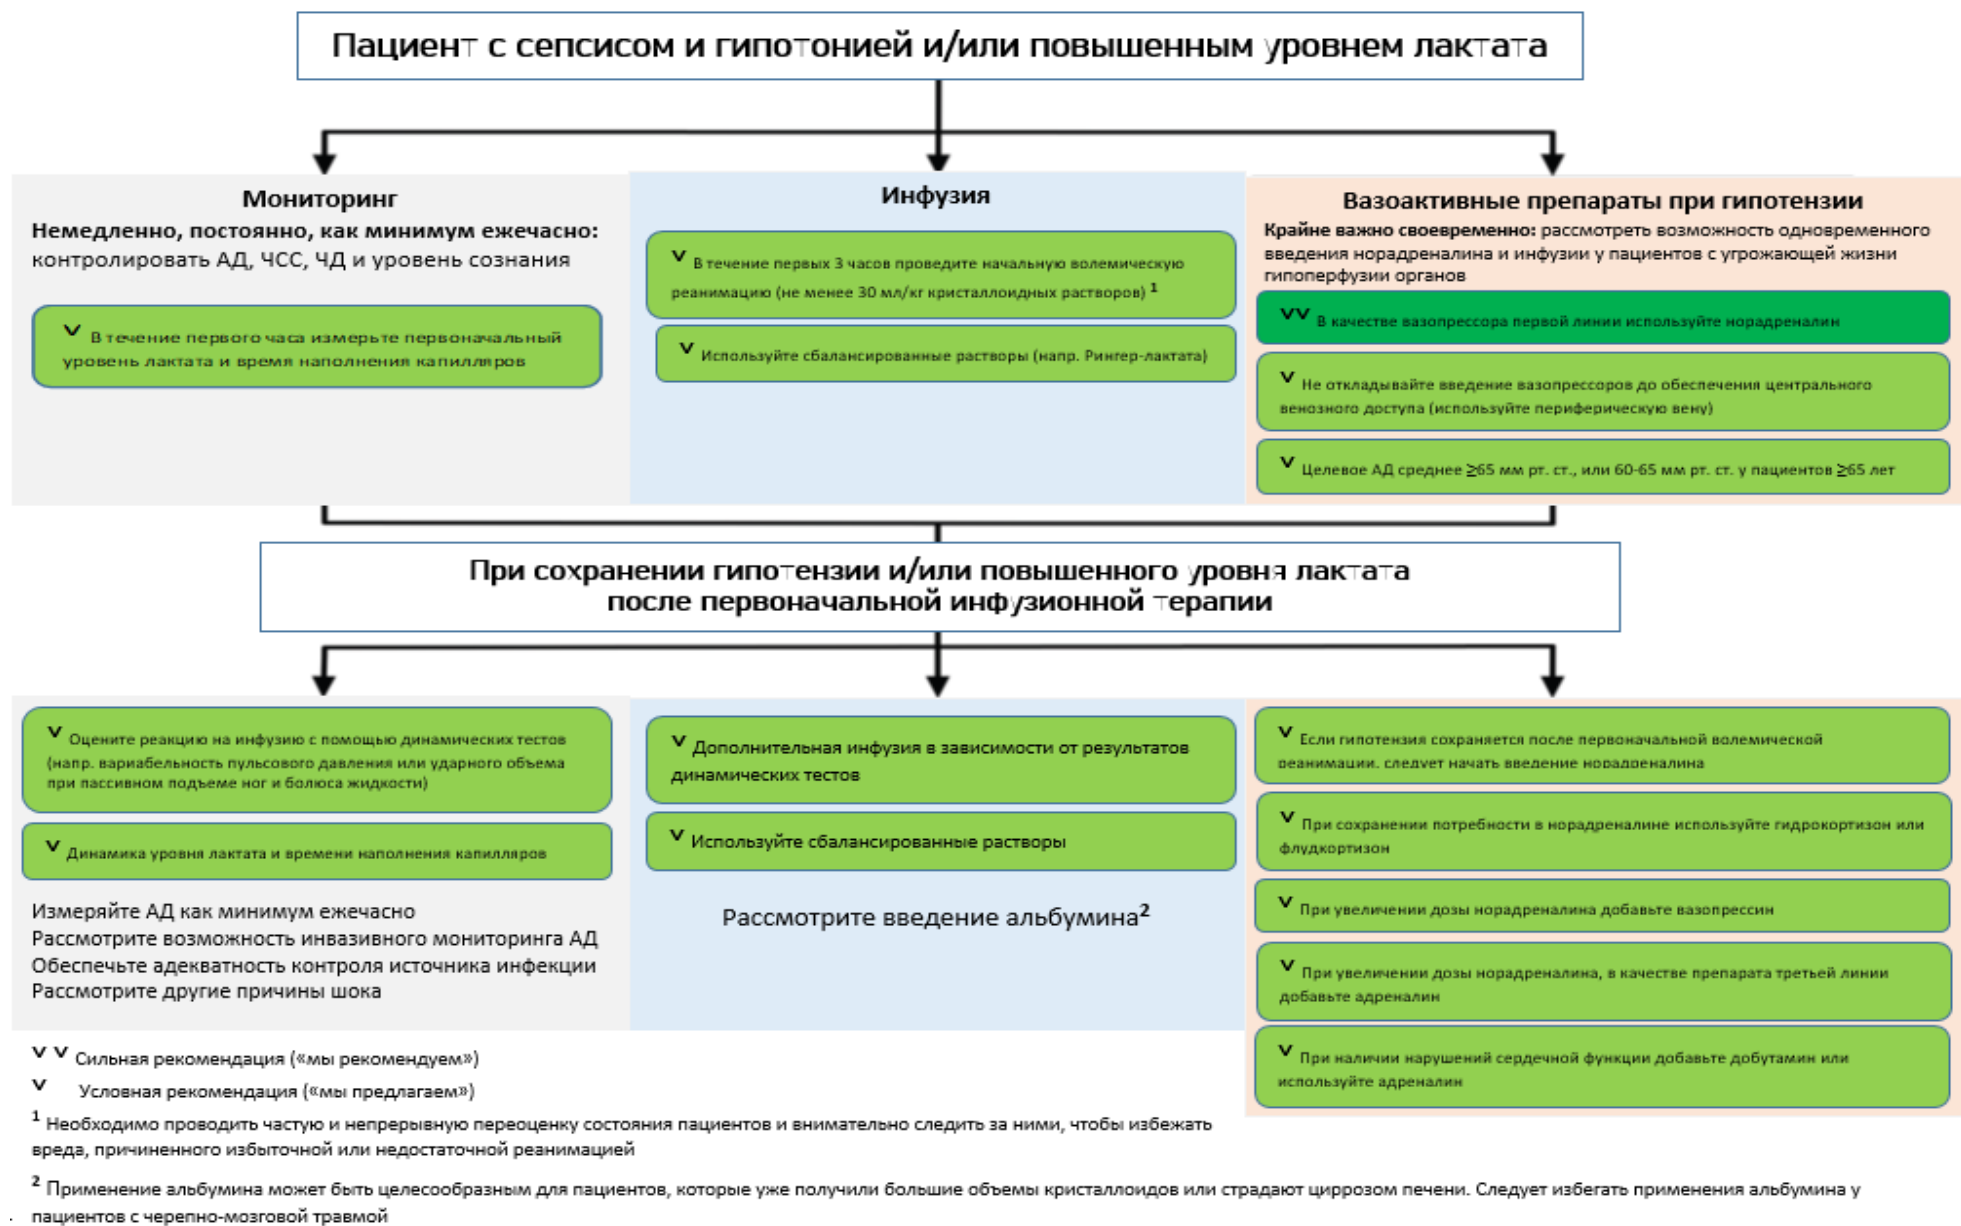 Пациент с сепсисом и гипотонией и/или повышенным уровнем лактата
Мониторинг
Немедленно, постоянно, как минимум ежечасно:
контролировать АД, ЧСС, ЧД и уровень сознания
v В течение первого часа измерьте первоначальный
уровень лактата и время наполнения капилляров
Инфузия
v В течение первых 3 часов проведите начальную волемическую
реанимацию (не менее 30 мл/кг кристаллоидных растворов) 1
v Используйте сбалансированные растворы (напр. Рингер-лактата)
Вазоактивные препараты при гипотензии
Крайне важно своевременно: рассмотреть возможность одновременного
введения норадреналина и инфузии у пациентов с угрожающей жизни
гипоперфузии органов
vv В качестве вазопрессора первой линии используйте норадреналин
v Не откладывайте введение вазопрессоров до обеспечения центрального
венозного доступа (используйте периферическую вену)
v Целевое АД среднее ≥65 мм рт. ст., или 60-65 мм рт. ст. у пациентов ≥65 лет
При сохранении гипотензии и/или повышенного уровня лактата
после первоначальной инфузионной терапии
v Оцените реакцию на инфузию с помощью динамических тестов
(напр. вариабельность пульсового давления или ударного объема
при пассивном подъеме ног и болюса жидкости)
v Динамика уровня лактата и времени наполнения капилляров
Измеряйте АД как минимум ежечасно
Рассмотрите возможность инвазивного мониторинга АД
Обеспечьте адекватность контроля источника инфекции
Рассмотрите другие причины шока
v Дополнительная инфузия в зависимости от результатов
динамических тестов
v Используйте сбалансированные растворы
Рассмотрите введение альбумина2
v Если гипотензия сохраняется после первоначальной волемической
реанимации, следует начать введение норадреналина
v При сохранении потребности в норадреналине используйте гидрокортизон или
флудкортизон
v При увеличении дозы норадреналина добавьте вазопрессин
v При увеличении дозы норадреналина, в качестве препарата третьей линии
добавьте адреналин
v При наличии нарушений сердечной функции добавьте добутамин или
используйте адреналин
v v Сильная рекомендация («мы рекомендуем»)
v Условная рекомендация («мы предлагаем»)
1 Необходимо проводить частую и непрерывную переоценку состояния пациентов и внимательно следить за ними, чтобы избежать
вреда, причиненного избыточной или недостаточной реанимацией
2 Применение альбумина может быть целесообразным для пациентов, которые уже получили большие объемы кристаллоидов или страдают циррозом печени. Следует избегать применения альбумина у
. пациентов с черепно-мозговой травмой